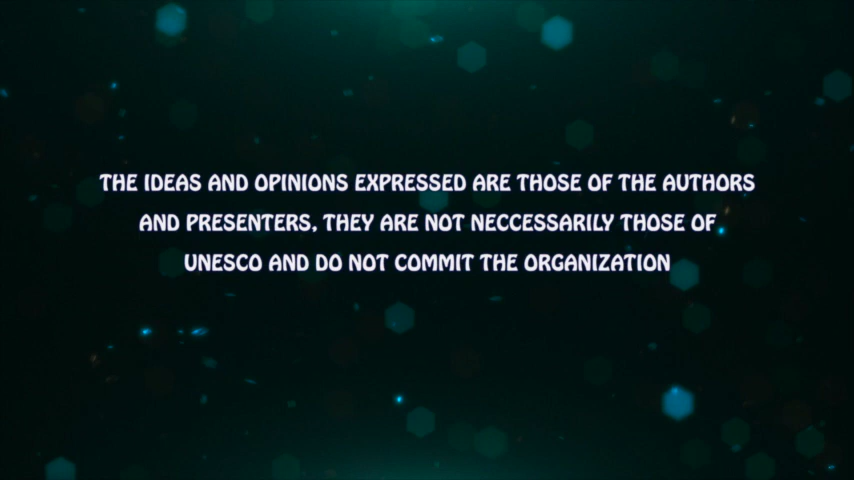 THE IDEAS AND OPINIONS EXPRESSED ARE THOSE OF THE AUTHORS
AND PRESENTERS, THEY ARE NOT NECCESSARILY THOSE OF
UNESCO AND DO NOT COMMIT THE ORGANIZATION